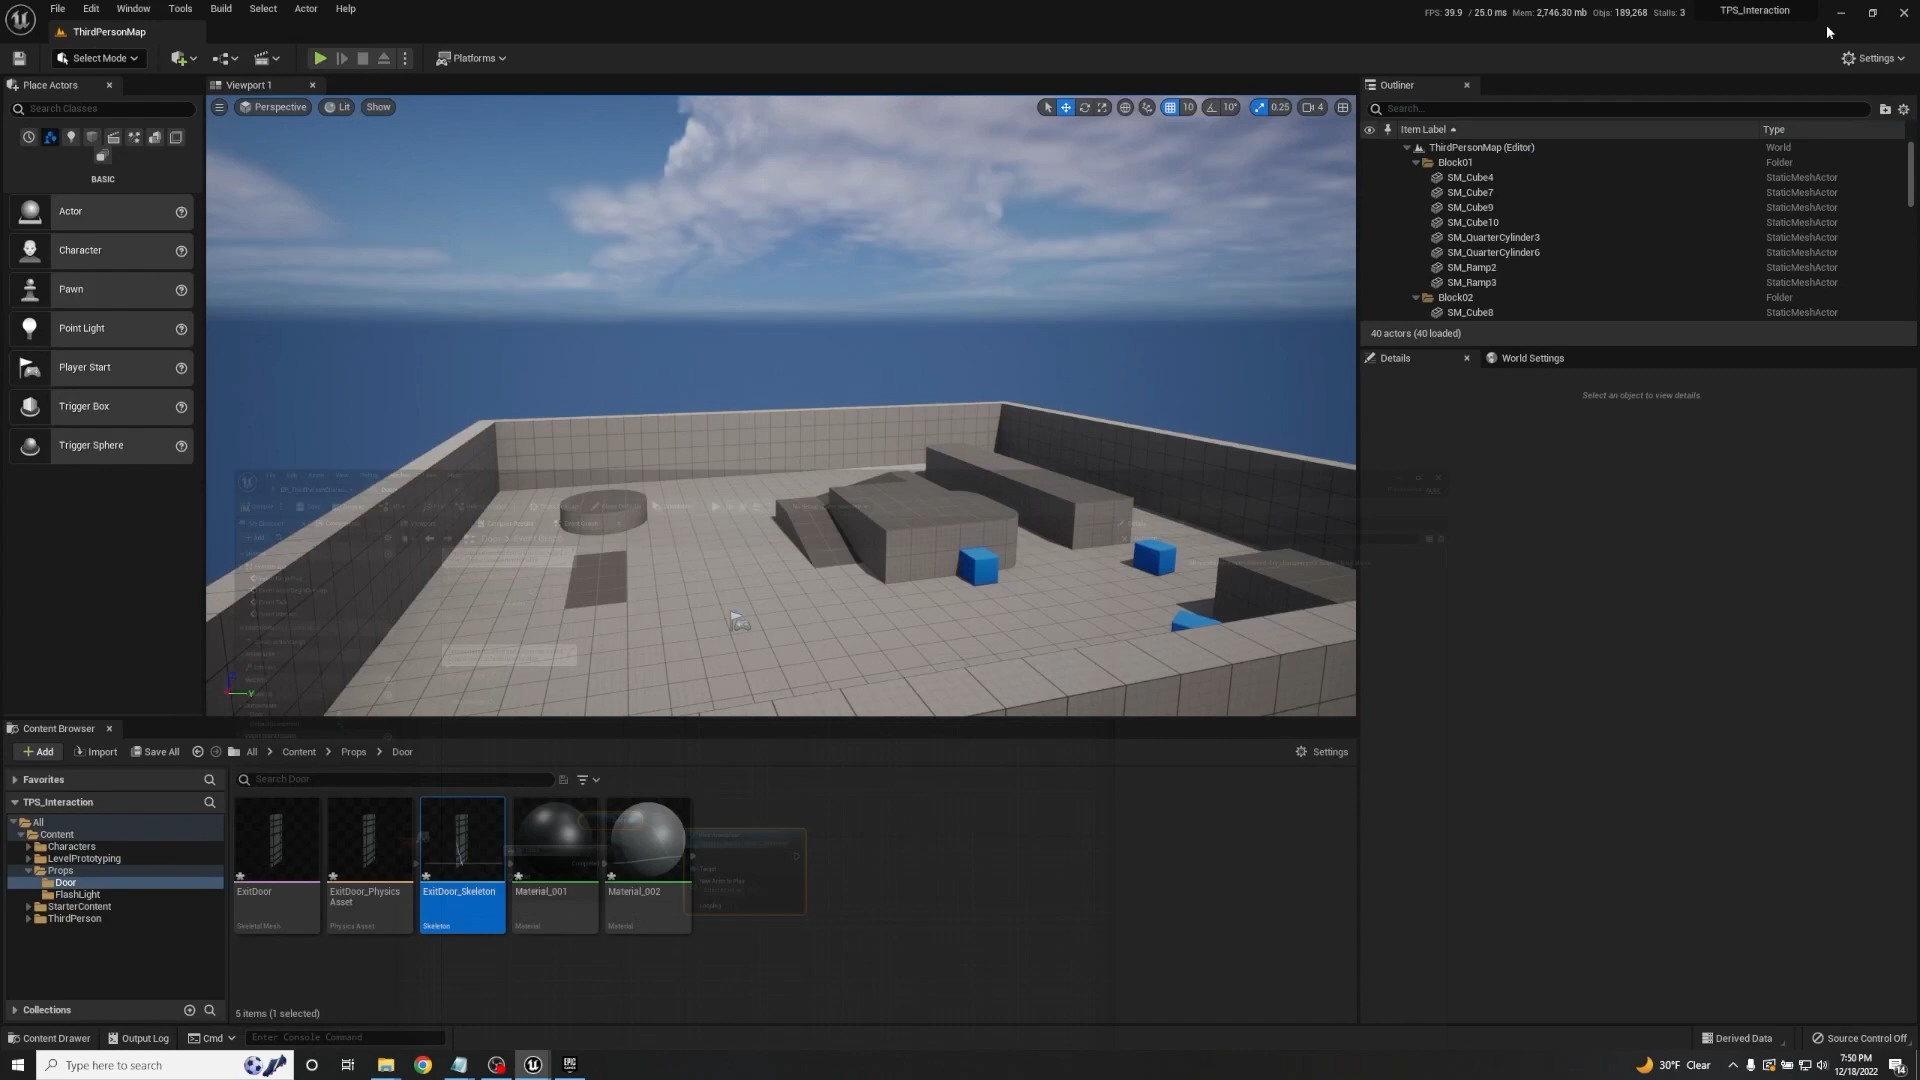 File Edit Window Tools Build Select Actor Help
FPS: 39.9 / 25.0 ms Mem: 2,746.30 mb Objs: 189,268 Stalls: 3 TPS_Interaction
ThirdPersonMap
Select Mode
Platforms
Settings
Place Actors
Search Classes
BASIC
Actor
Character
Pawn
Point Light
Player Start
Trigger Box
Trigger Sphere
Viewport 1
Perspective Lit Show
10 10° 0.25 4
Outliner
Search...
Item Label Type
ThirdPersonMap (Editor) World
Block01 Folder
SM_Cube4 StaticMeshActor
SM_Cube7 StaticMeshActor
SM_Cube9 StaticMeshActor
SM_Cube10 StaticMeshActor
SM_QuarterCylinder3 StaticMeshActor
SM_QuarterCylinder6 StaticMeshActor
SM_Ramp2 StaticMeshActor
SM_Ramp3 StaticMeshActor
Block02 Folder
SM_Cube8 StaticMeshActor
40 actors (40 loaded)
Details World Settings
Select an object to view details.
Content Browser
Add Import Save All All Content Props Door
Settings
Favorites
TPS_Interaction
All
Content
Characters
LevelPrototyping
Props
Door
FlashLight
StarterContent
ThirdPerson
Collections
Search Door
ExitDoor
Skeletal Mesh
ExitDoor_Physics
Asset
Physics Asset
ExitDoor_Skeleton
Skeleton
Material_001
Material
Material_002
Material
5 items (1 selected)
Content Drawer Output Log Cmd Enter Console Command
Derived Data Source Control Off
Type here to search
30°F Clear
7:50 PM
12/18/2022
14